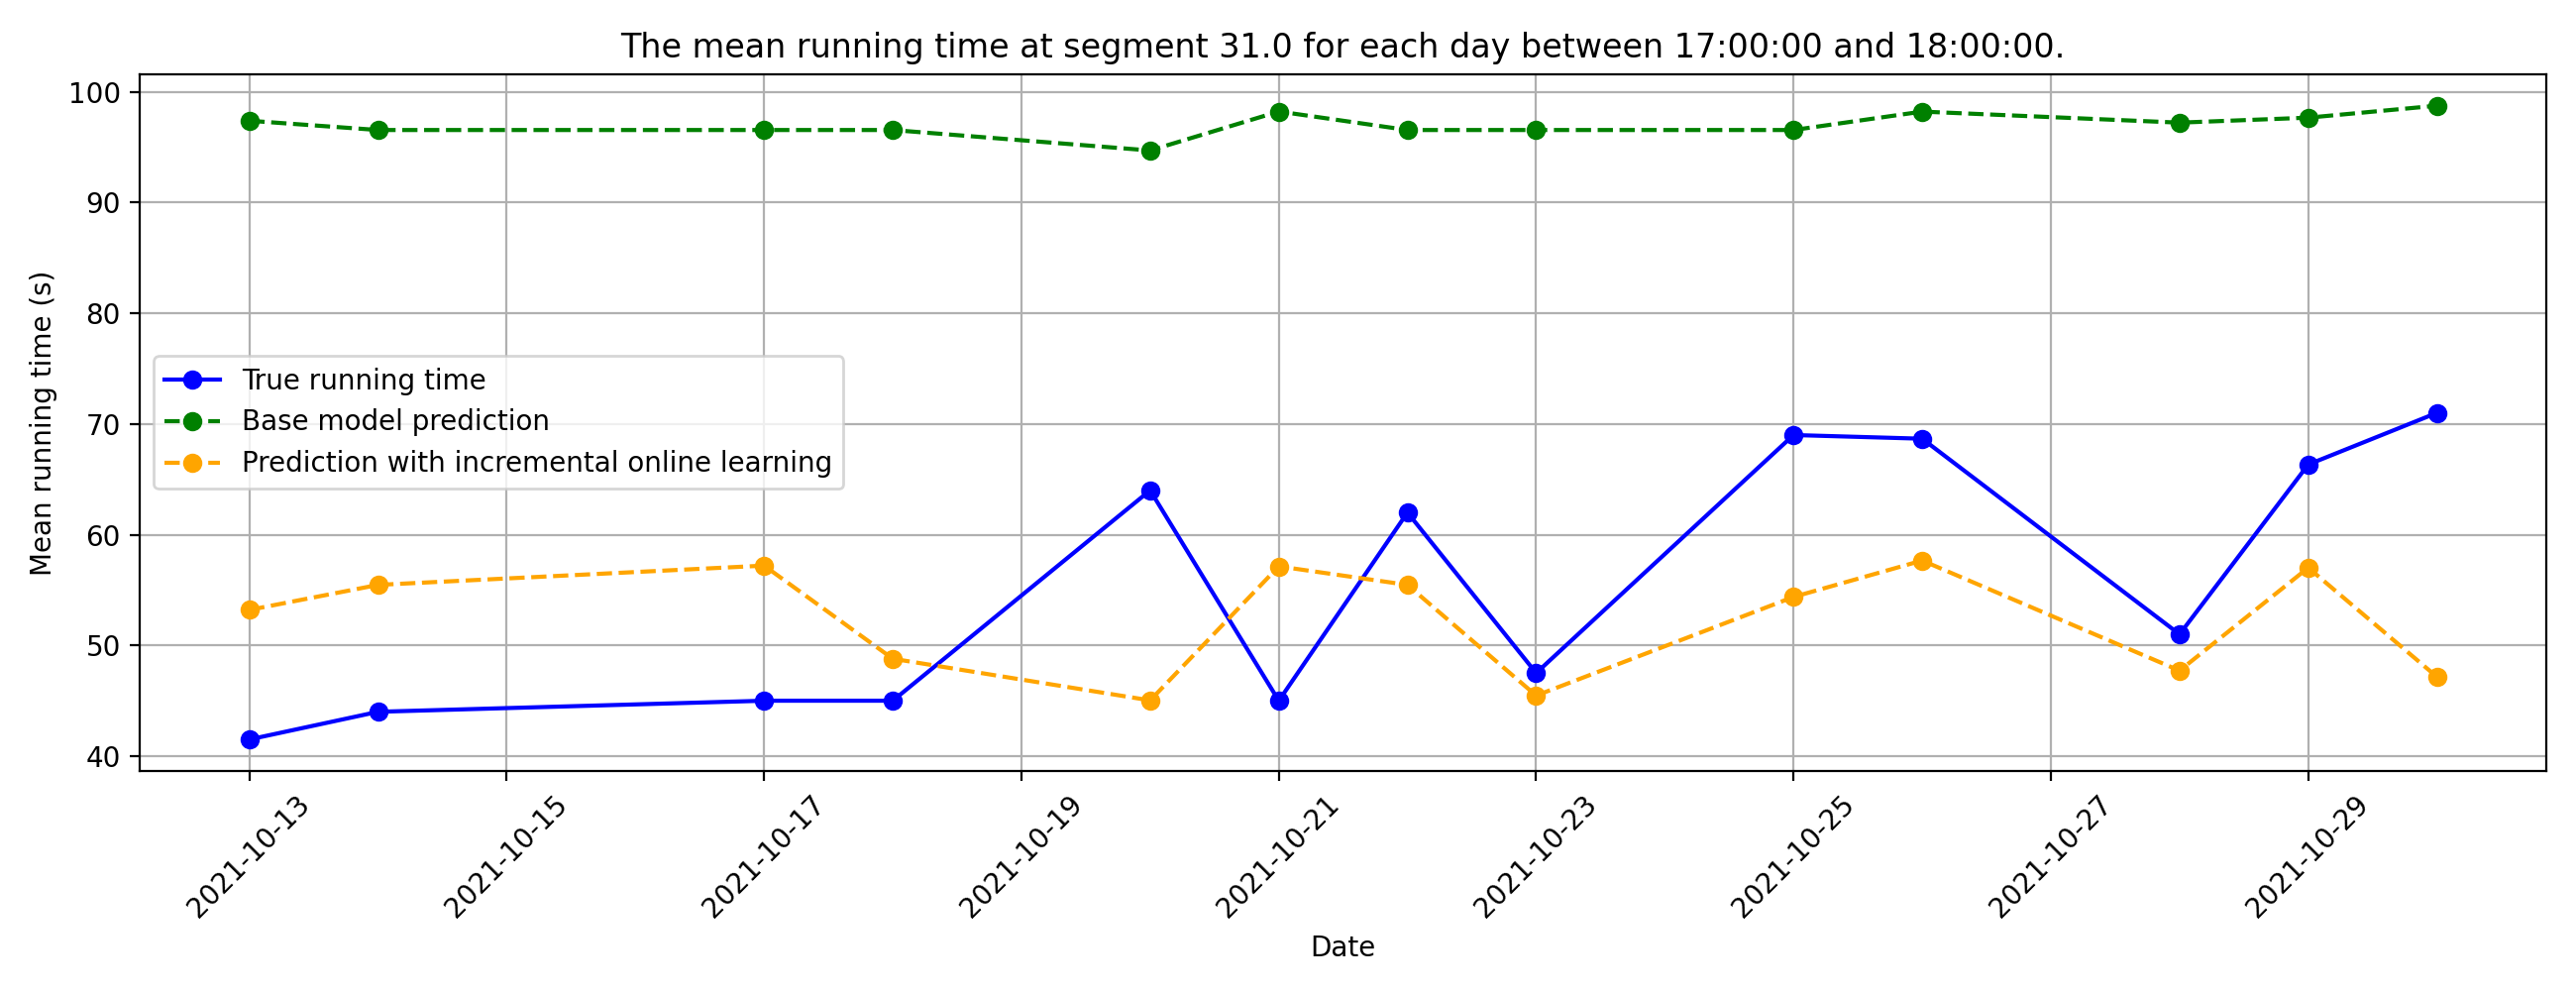 The mean running time at segment 31.0 for each day between 17:00:00 and 18:00:00.
Mean running time (s)
100
90
80
70
60
50
40
True running time
Base model prediction
Prediction with incremental online learning
2021-10-13
2021-10-15
2021-10-17
2021-10-19
2021-10-21
2021-10-23
2021-10-25
2021-10-27
2021-10-29
Date